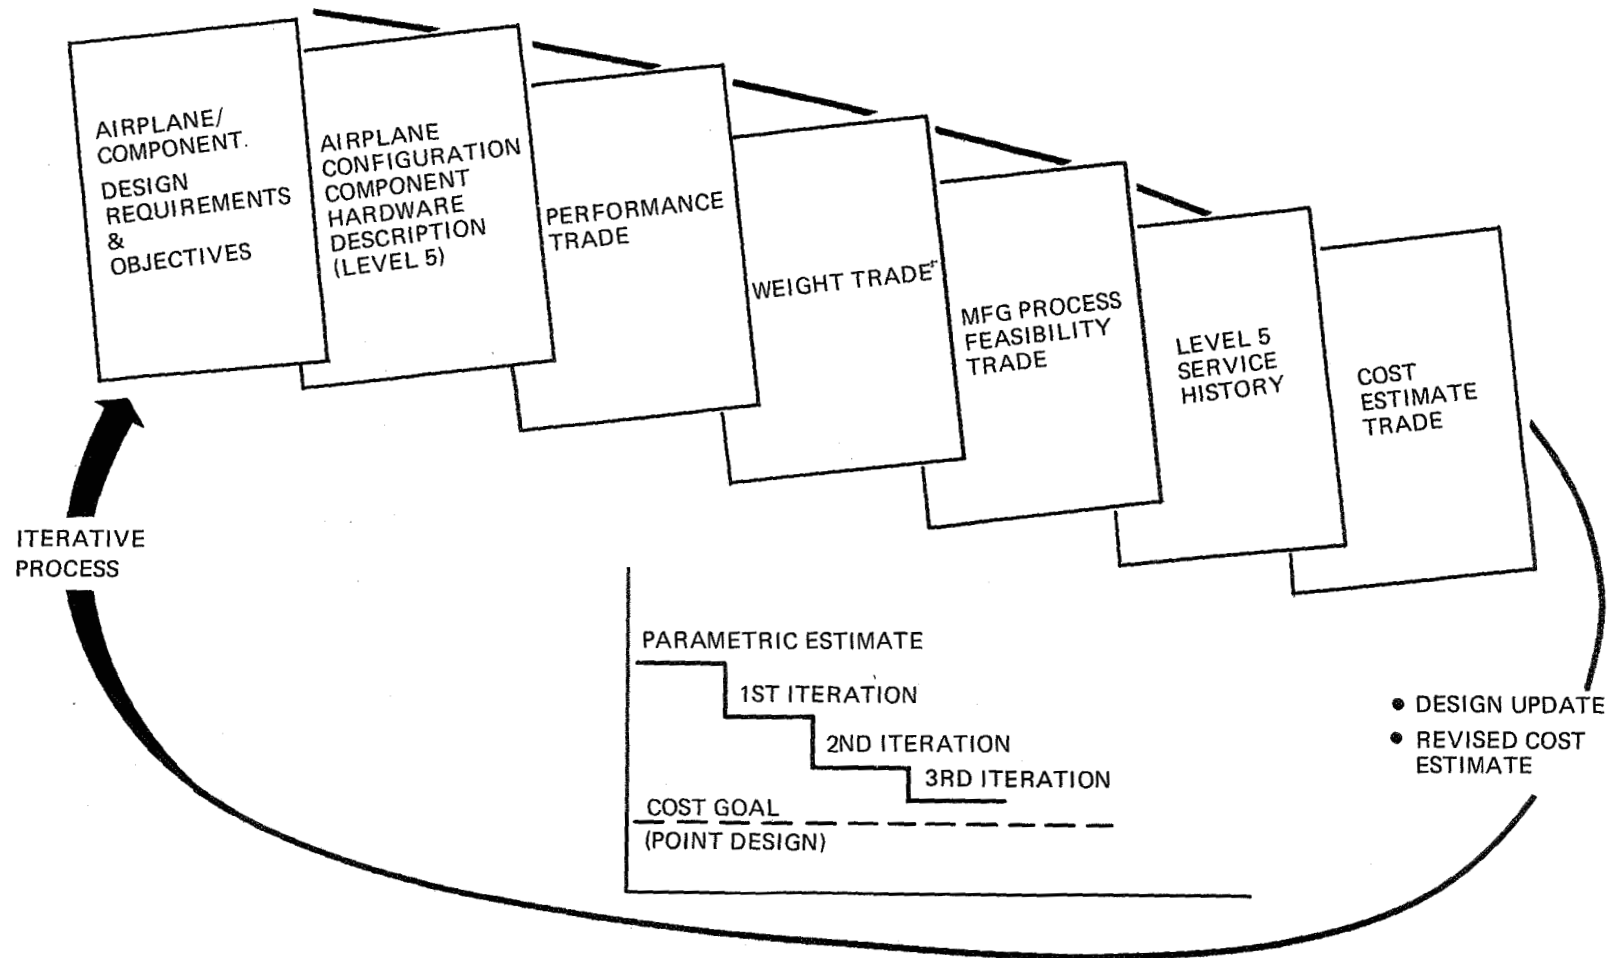 AIRPLANE/
COMPONENT.
DESIGN
REQUIREMENTS
&
OBJECTIVES
AIRPLANE
CONFIGURATION
COMPONENT
HARDWARE
DESCRIPTION
(LEVEL 5)
PERFORMANCE
TRADE
WEIGHT TRADE
MFG PROCESS
FEASIBILITY
TRADE
LEVEL 5
SERVICE
HISTORY
COST
ESTIMATE
TRADE
ITERATIVE
PROCESS
PARAMETRIC ESTIMATE
1ST ITERATION
2ND ITERATION
3RD ITERATION
COST GOAL
(POINT DESIGN)
• DESIGN UPDATE
• REVISED COST
ESTIMATE